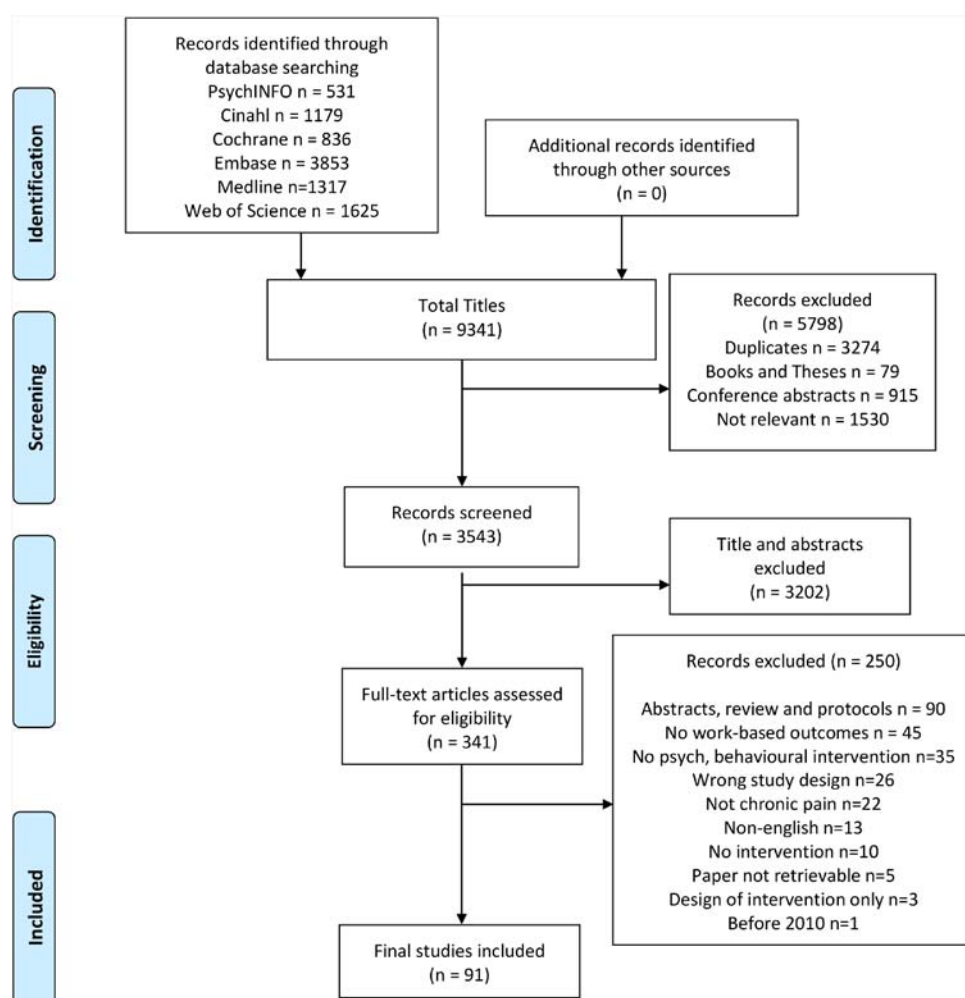 Records identified through
database searching
PsychINFO n = 531
Cinahl n = 1179
Cochrane n = 836
Embase n = 3853
Medline n=1317
Web of Science n = 1625
Additional records identified
through other sources
(n = 0)
Identification
Total Titles
(n = 9341)
Records excluded
(n = 5798)
Duplicates n = 3274
Books and Theses n = 79
Conference abstracts n = 915
Not relevant n = 1530
Screening
Records screened
(n = 3543)
Title and abstracts
excluded
(n = 3202)
Eligibility
Full-text articles assessed
for eligibility
(n = 341)
Records excluded (n = 250)
Abstracts, review and protocols n = 90
No work-based outcomes n = 45
No psych, behavioural intervention n=35
Wrong study design n=26
Not chronic pain n=22
Non-english n=13
No intervention n=10
Paper not retrievable n=5
Design of intervention only n=3
Before 2010 n=1
Included
Final studies included
(n = 91)